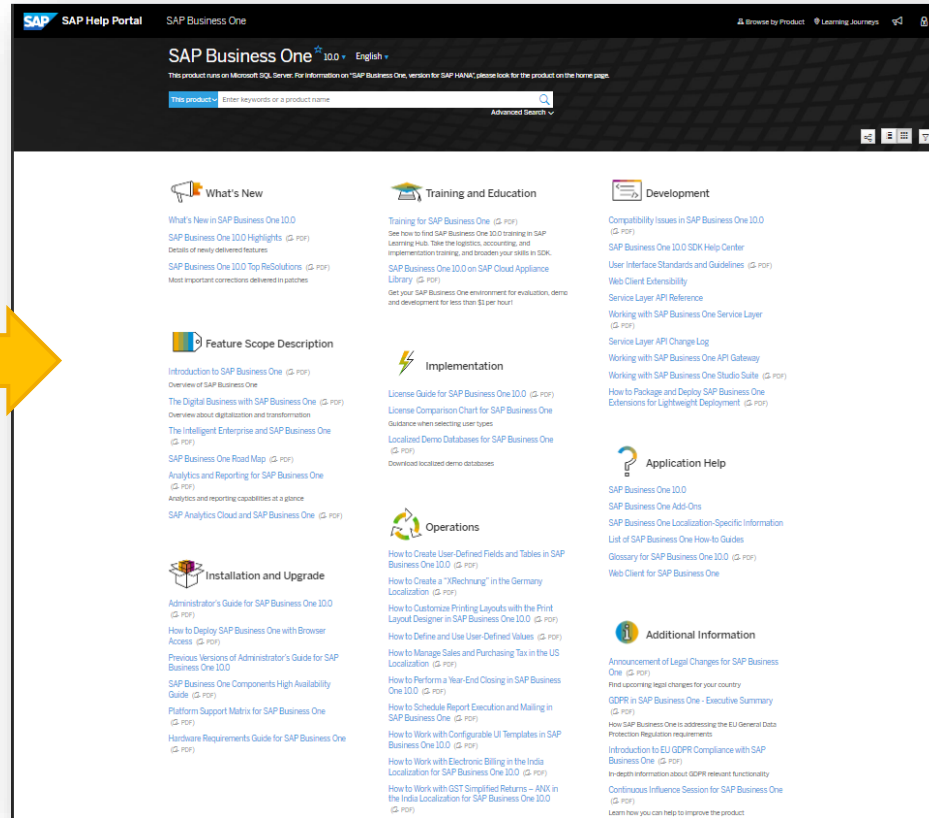 SAP SAP Help Portal SAP Business One
Browse by Product Learning Journeys
SAP Business One 10.0 English
This product runs on Microsoft SQL Server. For information on "SAP Business One, version for SAP HANA", please look for the product on the home page.
This product Enter keywords or a product name
Advanced Search
What's New
What's New in SAP Business One 10.0
SAP Business One 10.0 Highlights (PDF)
Details of newly delivered features
SAP Business One 10.0 Top ReSolutions (PDF)
Most important corrections delivered in patches
Feature Scope Description
Introduction to SAP Business One (PDF)
Overview of SAP Business One
The Digital Business with SAP Business One (PDF)
Overview about digitalization and transformation
The Intelligent Enterprise and SAP Business One
(PDF)
SAP Business One Road Map (PDF)
Analytics and Reporting for SAP Business One
(PDF)
Analytics and reporting capabilities at a glance
SAP Analytics Cloud and SAP Business One (PDF)
Installation and Upgrade
Administrator's Guide for SAP Business One 10.0
(PDF)
How to Deploy SAP Business One with Browser
Access (PDF)
Previous Versions of Administrator's Guide for SAP
Business One 10.0
SAP Business One Components High Availability
Guide (PDF)
Platform Support Matrix for SAP Business One
(PDF)
Hardware Requirements Guide for SAP Business One
(PDF)
Training and Education
Training for SAP Business One (PDF)
See how to find SAP Business One 10.0 training in SAP
Learning Hub. Take the logistics, accounting, and
implementation training, and broaden your skills in SDK.
SAP Business One 10.0 on SAP Cloud Appliance
Library (PDF)
Get your SAP Business One environment for evaluation, demo
and development for less than $1 per hour!
Implementation
License Guide for SAP Business One 10.0 (PDF)
License Comparison Chart for SAP Business One
Guidance when selecting user types
Localized Demo Databases for SAP Business One
(PDF)
Download localized demo databases
Operations
How to Create User-Defined Fields and Tables in SAP
Business One 10.0 (PDF)
How to Create a "XRechnung" in the Germany
Localization (PDF)
How to Customize Printing Layouts with the Print
Layout Designer in SAP Business One 10.0 (PDF)
How to Define and Use User-Defined Values (PDF)
How to Manage Sales and Purchasing Tax in the US
Localization (PDF)
How to Perform a Year-End Closing in SAP Business
One 10.0 (PDF)
How to Schedule Report Execution and Mailing in
SAP Business One (PDF)
How to Work with Configurable UI Templates in SAP
Business One 10.0 (PDF)
How to Work with Electronic Billing in the India
Localization for SAP Business One 10.0 (PDF)
How to Work with GST Simplified Returns – ANX in
the India Localization for SAP Business One 10.0
(PDF)
Development
Compatibility Issues in SAP Business One 10.0
(PDF)
SAP Business One 10.0 SDK Help Center
User Interface Standards and Guidelines (PDF)
Web Client Extensibility
Service Layer API Reference
Working with SAP Business One Service Layer
(PDF)
Service Layer API Change Log
Working with SAP Business One API Gateway
Working with SAP Business One Studio Suite (PDF)
How to Package and Deploy SAP Business One
Extensions for Lightweight Deployment (PDF)
Application Help
SAP Business One 10.0
SAP Business One Add-Ons
SAP Business One Localization-Specific Information
List of SAP Business One How-to Guides
Glossary for SAP Business One 10.0 (PDF)
Web Client for SAP Business One
Additional Information
Announcement of Legal Changes for SAP Business
One (PDF)
Find upcoming legal changes for your country
GDPR in SAP Business One - Executive Summary
(PDF)
How SAP Business One is addressing the EU General Data
Protection Regulation requirements
Introduction to EU GDPR Compliance with SAP
Business One (PDF)
In-depth information about GDPR relevant functionality
Continuous Influence Session for SAP Business One
(PDF)
Learn how you can help to improve the product